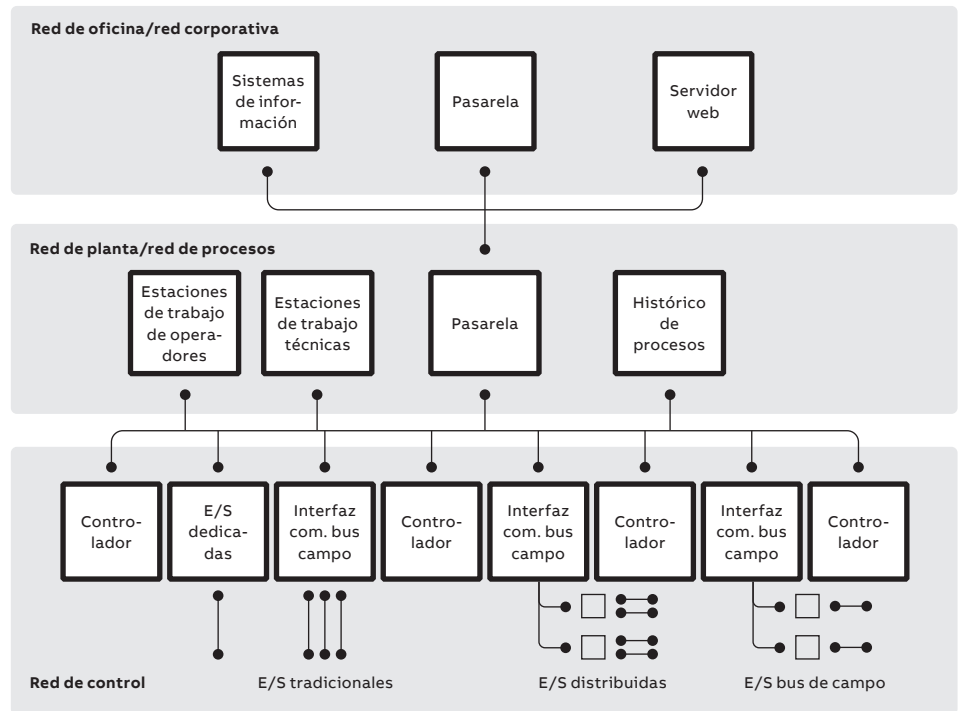 Red de oficina/red corporativa
Sistemas
de infor-
mación
Pasarela
Servidor
web
Red de planta/red de procesos
Estaciones
de trabajo
de opera-
dores
Estaciones
de trabajo
técnicas
Pasarela
Histórico
de
procesos
Contro-
lador
E/S
dedica-
das
Interfaz
com. bus
campo
Contro-
lador
Interfaz
com. bus
campo
Contro-
lador
Interfaz
com. bus
campo
Contro-
lador
Red de control
E/S tradicionales
E/S distribuidas
E/S bus de campo